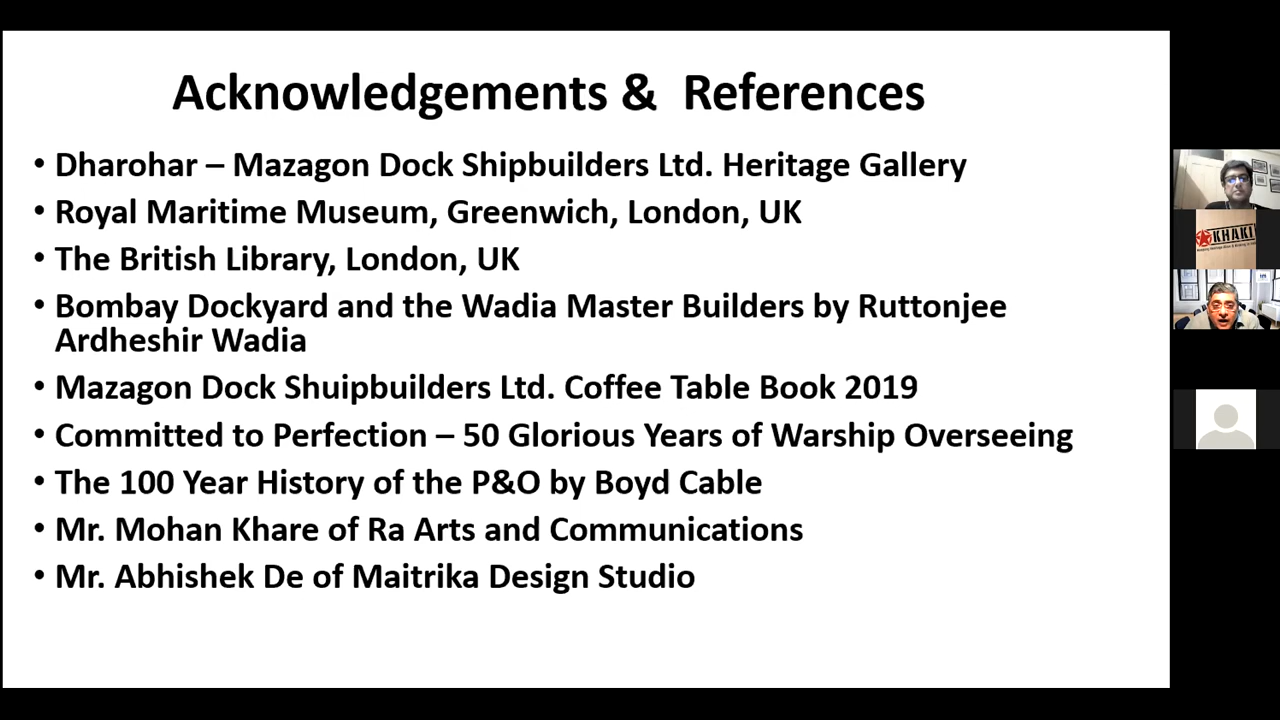 Acknowledgements & References
• Dharohar – Mazagon Dock Shipbuilders Ltd. Heritage Gallery
• Royal Maritime Museum, Greenwich, London, UK
• The British Library, London, UK
• Bombay Dockyard and the Wadia Master Builders by Ruttonjee
Ardheshir Wadia
• Mazagon Dock Shuipbuilders Ltd. Coffee Table Book 2019
• Committed to Perfection – 50 Glorious Years of Warship Overseeing
• The 100 Year History of the P&O by Boyd Cable
• Mr. Mohan Khare of Ra Arts and Communications
• Mr. Abhishek De of Maitrika Design Studio
KHAKI